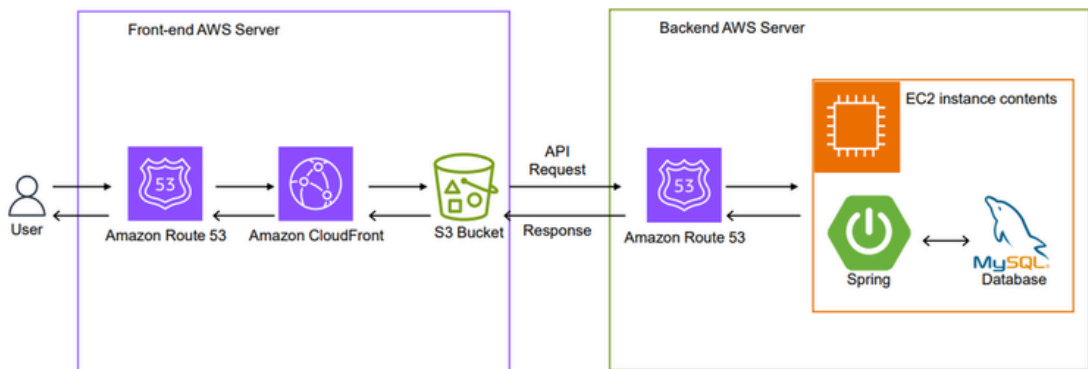 Front-end AWS Server
Backend AWS Server
EC2 instance contents
API
Request
53
53
User
Amazon Route 53
Amazon CloudFront
S3 Bucket
Response
Amazon Route 53
Spring
MySQL
Database